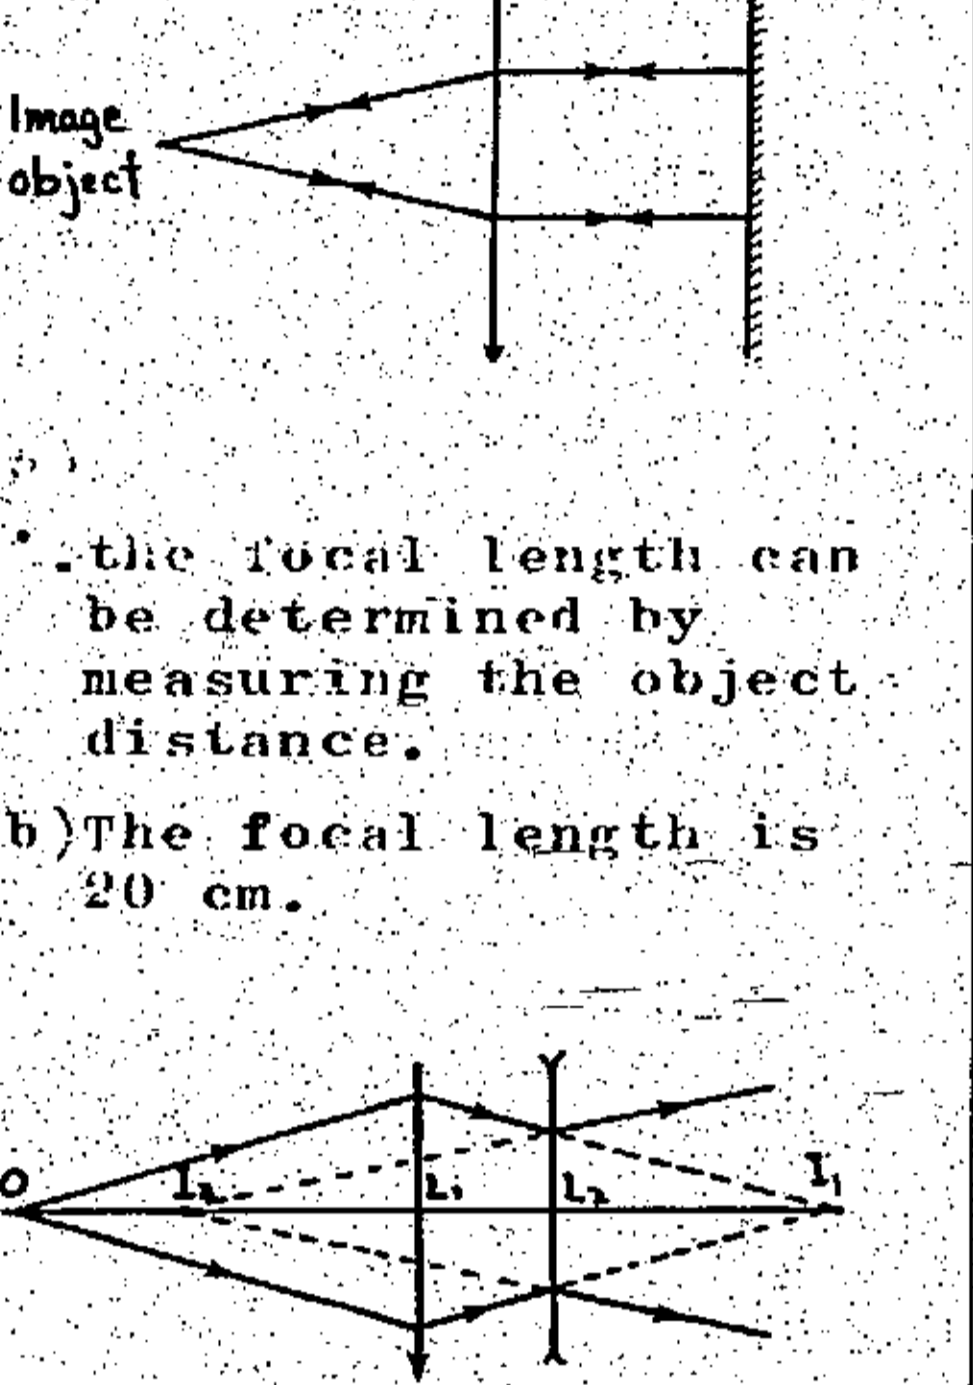 Image
object
∴ the focal length can
be determined by
measuring the object
distance.
b)The focal length is
20 cm.
O
I₂
L₁
L₂
I₁